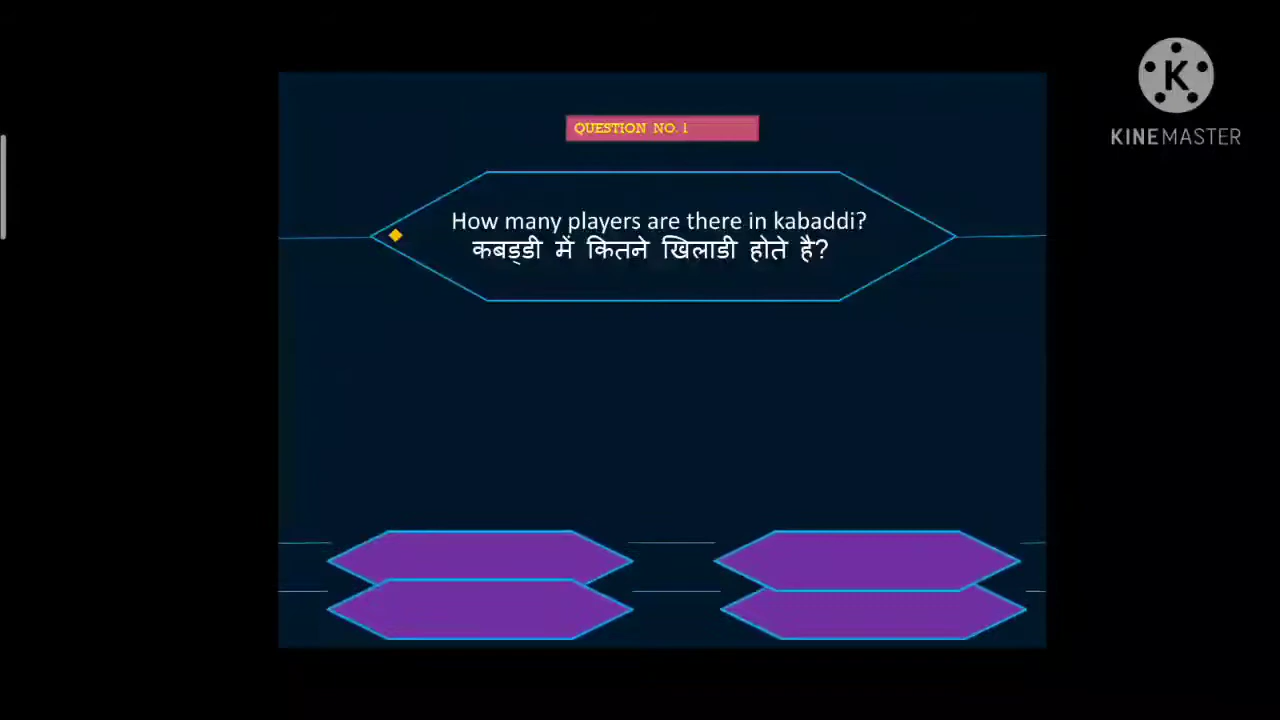 K
KINEMASTER
QUESTION NO. 1
How many players are there in kabaddi?
कबड्डी में कितने खिलाडी होते है?